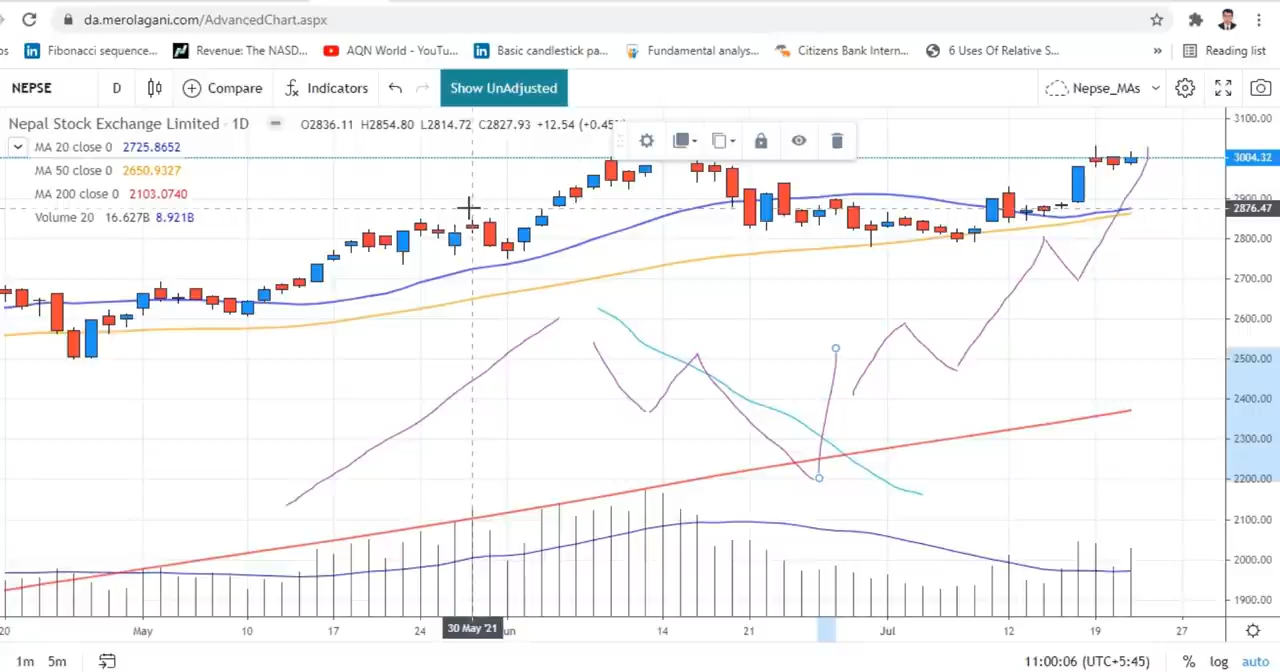 da.merolagani.com/AdvancedChart.aspx
os Fibonacci sequence... Revenue: The NASD... AQN World - YouTu... Basic candlestick pa... Fundamental analys... Citizens Bank Intern... 6 Uses Of Relative S... » Reading list
NEPSE D Compare Indicators Show UnAdjusted Nepse_MAs
Nepal Stock Exchange Limited · 1D O2836.11 H2854.80 L2814.72 C2827.93 +12.54 (+0.45
MA 20 close 0 2725.8652
MA 50 close 0 2650.9327
MA 200 close 0 2103.0740
Volume 20 16.627B 8.921B
3100.00
3004.32
2900.00
2876.47
2800.00
2700.00
2600.00
2500.00
2400.00
2300.00
2200.00
2100.00
2000.00
1900.00
20 May 10 17 24 30 May '21 un 14 21 Jul 12 19 27
1m 5m 11:00:06 (UTC+5:45) % log auto